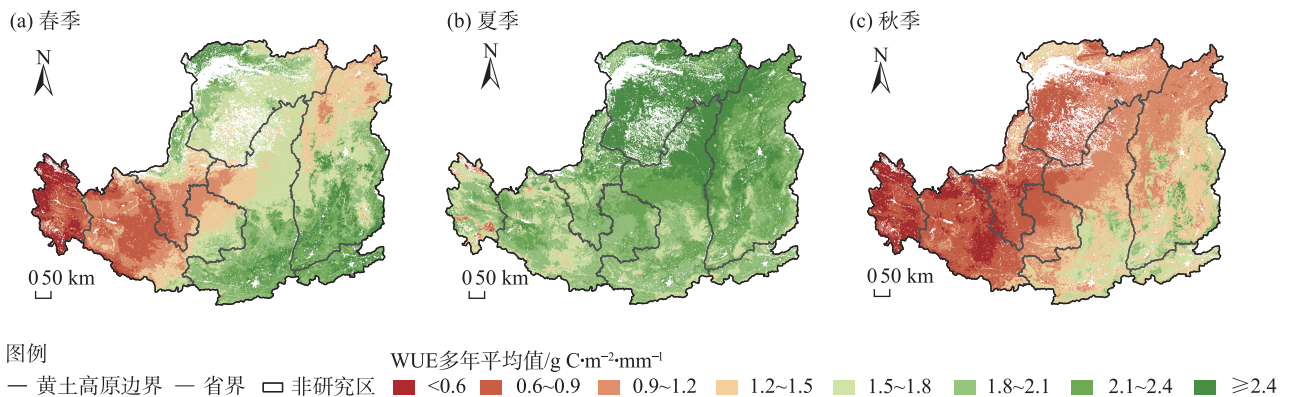 (a) 春季
(b) 夏季
(c) 秋季
N
N
N
0 50 km
0 50 km
0 50 km
图例
WUE多年平均值/g C·m⁻²·mm⁻¹
黄土高原边界 省界 非研究区 <0.6 0.6~0.9 0.9~1.2 1.2~1.5 1.5~1.8 1.8~2.1 2.1~2.4 ≥2.4